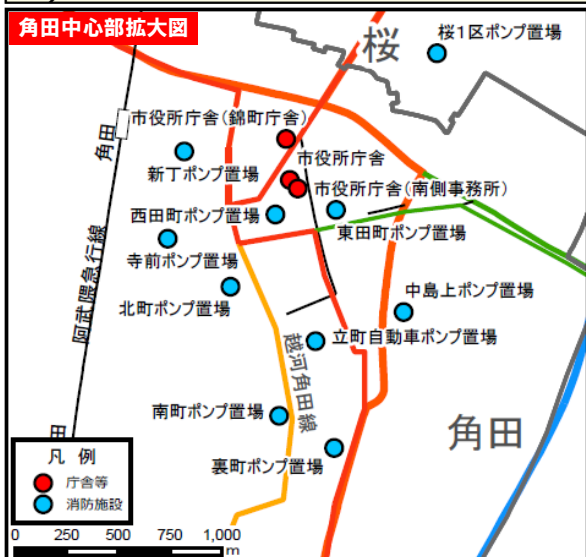 角田中心部拡大図
桜
桜1区ポンプ置場
市役所庁舎(錦町庁舎)
角田
新丁ポンプ置場
市役所庁舎
市役所庁舎(南側事務所)
西田町ポンプ置場
東田町ポンプ置場
寺前ポンプ置場
阿武隈急行線
北町ポンプ置場
中島上ポンプ置場
越河角田線
立町自動車ポンプ置場
南町ポンプ置場
角田
裏町ポンプ置場
田
凡 例
庁舎等
消防施設
0 250 500 750 1,000
m